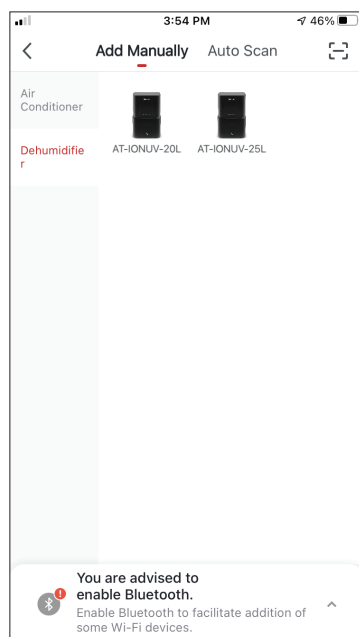 3:54 PM
46%
Add Manually Auto Scan
Air
Conditioner
Dehumidifie
r
AT-IONUV-20L AT-IONUV-25L
You are advised to
enable Bluetooth.
Enable Bluetooth to facilitate addition of
some Wi-Fi devices.